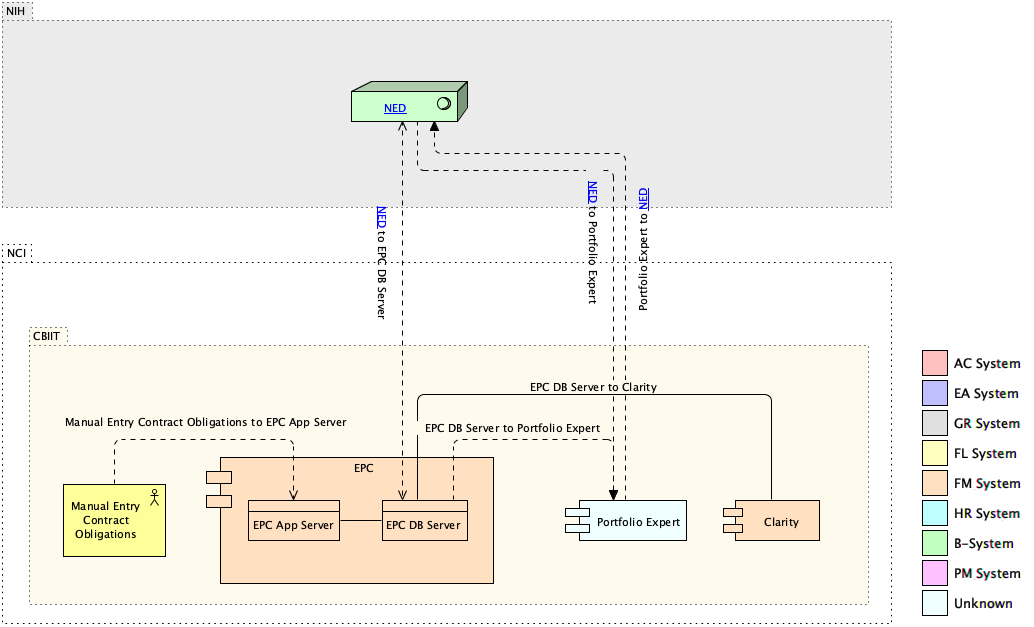 NIH
NED
NED to EPC DB Server
NED to Portfolio Expert
Portfolio Expert to NED
NCI
CBIIT
EPC DB Server to Clarity
Manual Entry Contract Obligations to EPC App Server
EPC DB Server to Portfolio Expert
EPC
Manual Entry
Contract
Obligations
EPC App Server
EPC DB Server
Portfolio Expert
Clarity
AC System
EA System
GR System
FL System
FM System
HR System
B-System
PM System
Unknown